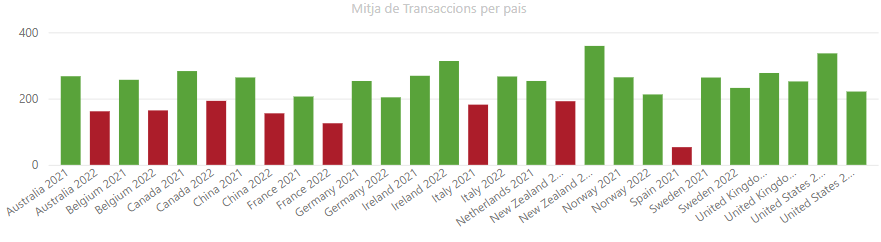 Mitja de Transaccions per pais
400
200
0
Australia 2021
Australia 2022
Belgium 2021
Belgium 2022
Canada 2021
Canada 2022
China 2021
China 2022
France 2021
France 2022
Germany 2021
Germany 2022
Ireland 2021
Ireland 2022
Italy 2021
Italy 2022
Netherlands 2021
New Zealand 2...
New Zealand 2...
Norway 2021
Norway 2022
Spain 2021
Sweden 2021
Sweden 2022
United Kingdo...
United Kingdo...
United States 2...
United States 2...